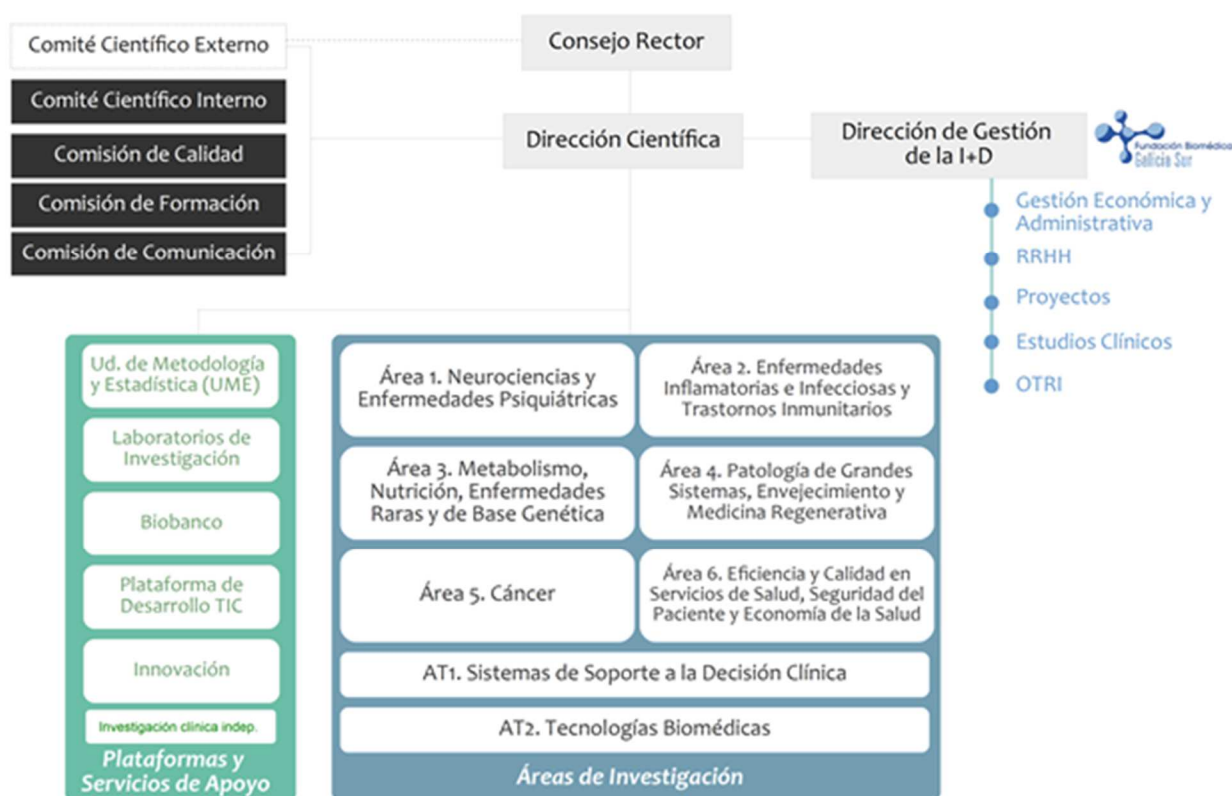 Comité Científico Externo
Consejo Rector
Comité Científico Interno
Comisión de Calidad
Comisión de Formación
Comisión de Comunicación
Dirección Científica
Dirección de Gestión
de la I+D
Fundación Biomédica
Galicia Sur
Gestión Económica y
Administrativa
RRHH
Proyectos
Estudios Clínicos
OTRI
Ud. de Metodología
y Estadística (UME)
Laboratorios de
Investigación
Biobanco
Plataforma de
Desarrollo TIC
Innovación
Investigación clínica indep.
Plataformas y
Servicios de Apoyo
Área 1. Neurociencias y
Enfermedades Psiquiátricas
Área 2. Enfermedades
Inflamatorias e Infecciosas y
Trastornos Inmunitarios
Área 3. Metabolismo,
Nutrición, Enfermedades
Raras y de Base Genética
Área 4. Patología de Grandes
Sistemas, Envejecimiento y
Medicina Regenerativa
Área 5. Cáncer
Área 6. Eficiencia y Calidad en
Servicios de Salud, Seguridad del
Paciente y Economía de la Salud
AT1. Sistemas de Soporte a la Decisión Clínica
AT2. Tecnologías Biomédicas
Áreas de Investigación